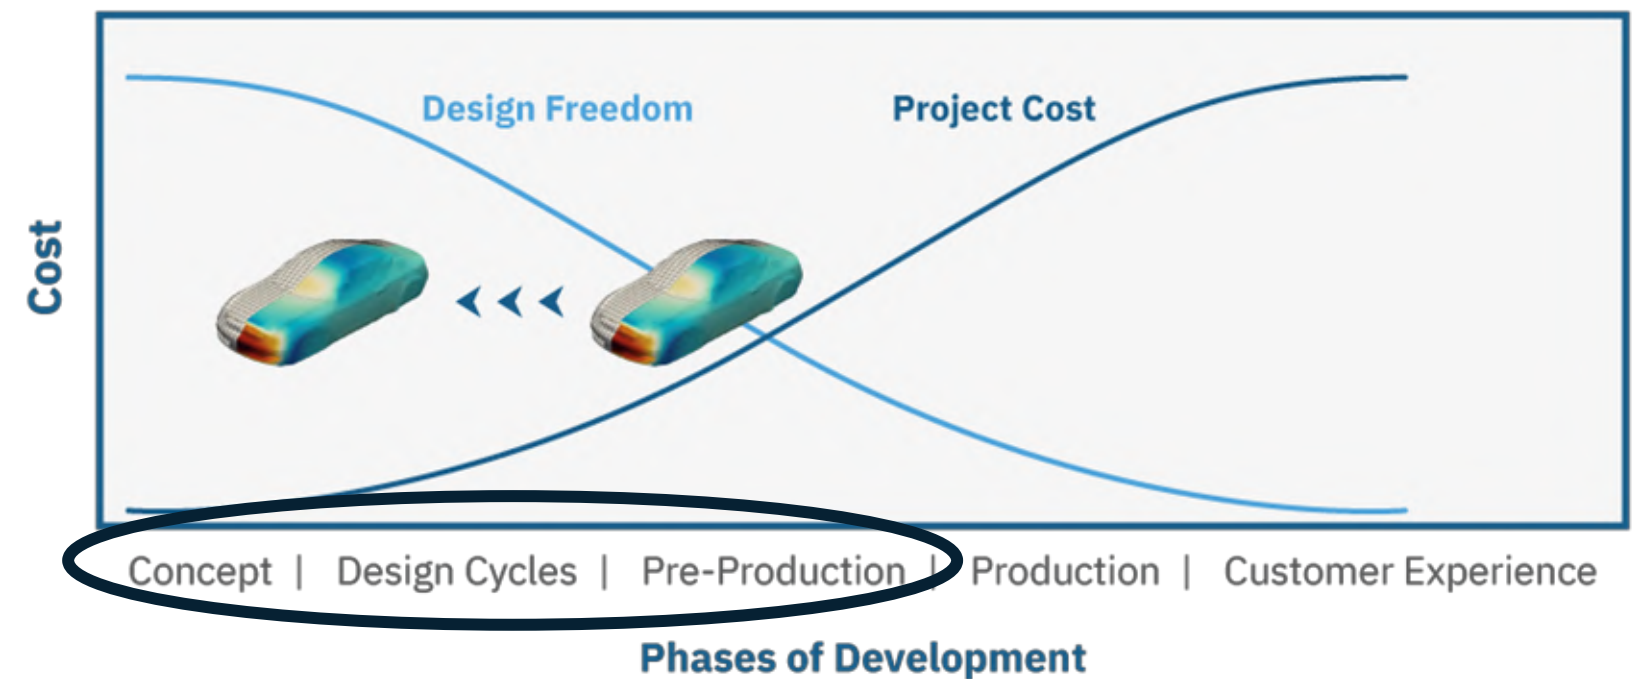 Design Freedom
Project Cost
Cost
Concept | Design Cycles | Pre-Production | Production | Customer Experience
Phases of Development